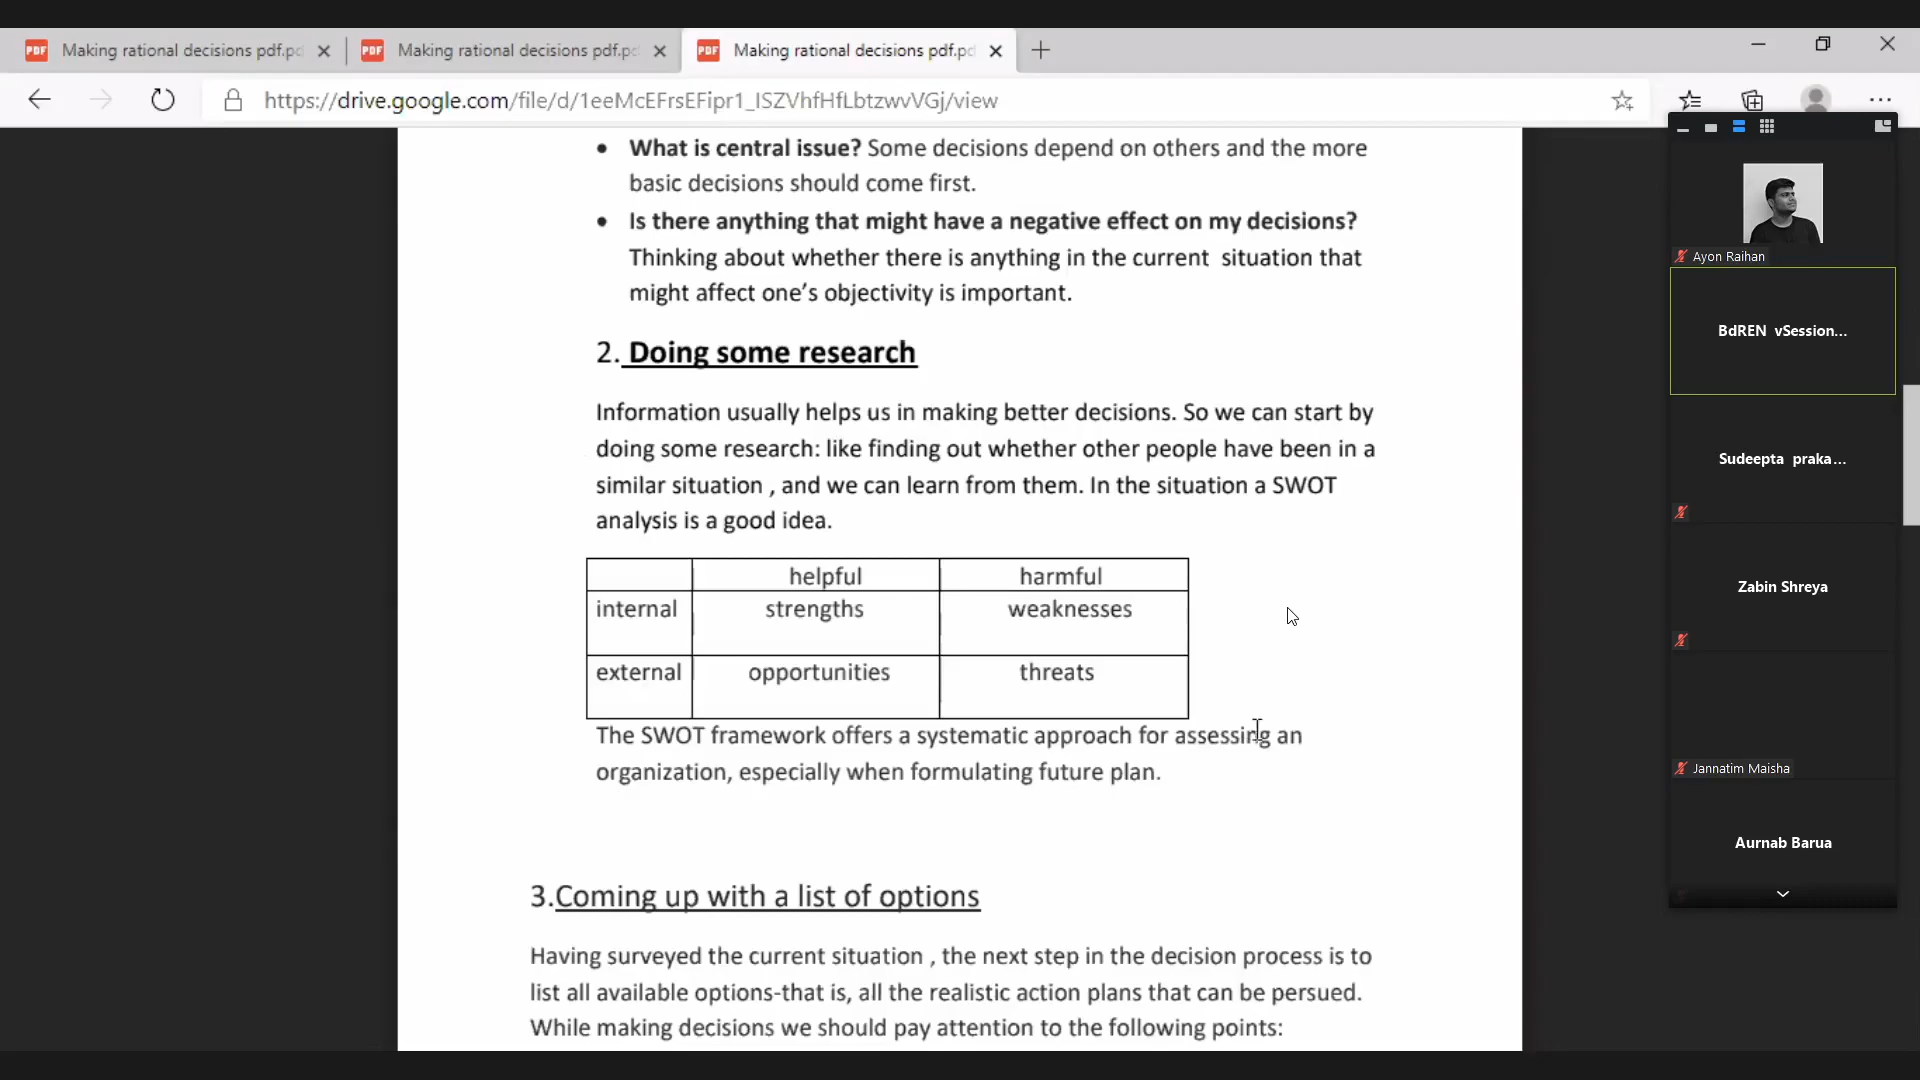 Making rational decisions pdf.pd
Making rational decisions pdf.pd
Making rational decisions pdf.pd
https://drive.google.com/file/d/1eeMcEFrsEFipr1_ISZVhfHfLbtzwvVGj/view
What is central issue? Some decisions depend on others and the more
basic decisions should come first.
Is there anything that might have a negative effect on my decisions?
Thinking about whether there is anything in the current situation that
might affect one's objectivity is important.
2. Doing some research
Information usually helps us in making better decisions. So we can start by
doing some research: like finding out whether other people have been in a
similar situation , and we can learn from them. In the situation a SWOT
analysis is a good idea.
helpful harmful
internal strengths weaknesses
external opportunities threats
The SWOT framework offers a systematic approach for assessing an
organization, especially when formulating future plan.
3.Coming up with a list of options
Having surveyed the current situation , the next step in the decision process is to
list all available options-that is, all the realistic action plans that can be persued.
While making decisions we should pay attention to the following points:
Ayon Raihan
BdREN vSession...
Sudeepta praka...
Zabin Shreya
Jannatim Maisha
Aurnab Barua